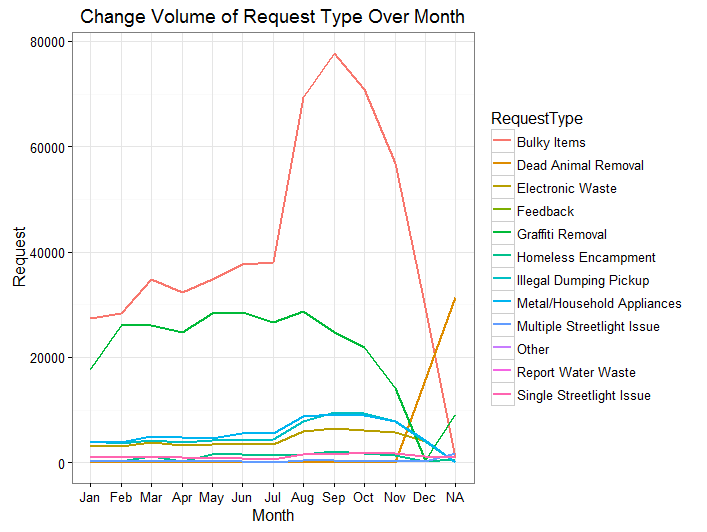 Change Volume of Request Type Over Month
80000
60000
40000
20000
0
Request
Jan Feb Mar Apr May Jun Jul Aug Sep Oct Nov Dec NA
Month
RequestType
Bulky Items
Dead Animal Removal
Electronic Waste
Feedback
Graffiti Removal
Homeless Encampment
Illegal Dumping Pickup
Metal/Household Appliances
Multiple Streetlight Issue
Other
Report Water Waste
Single Streetlight Issue